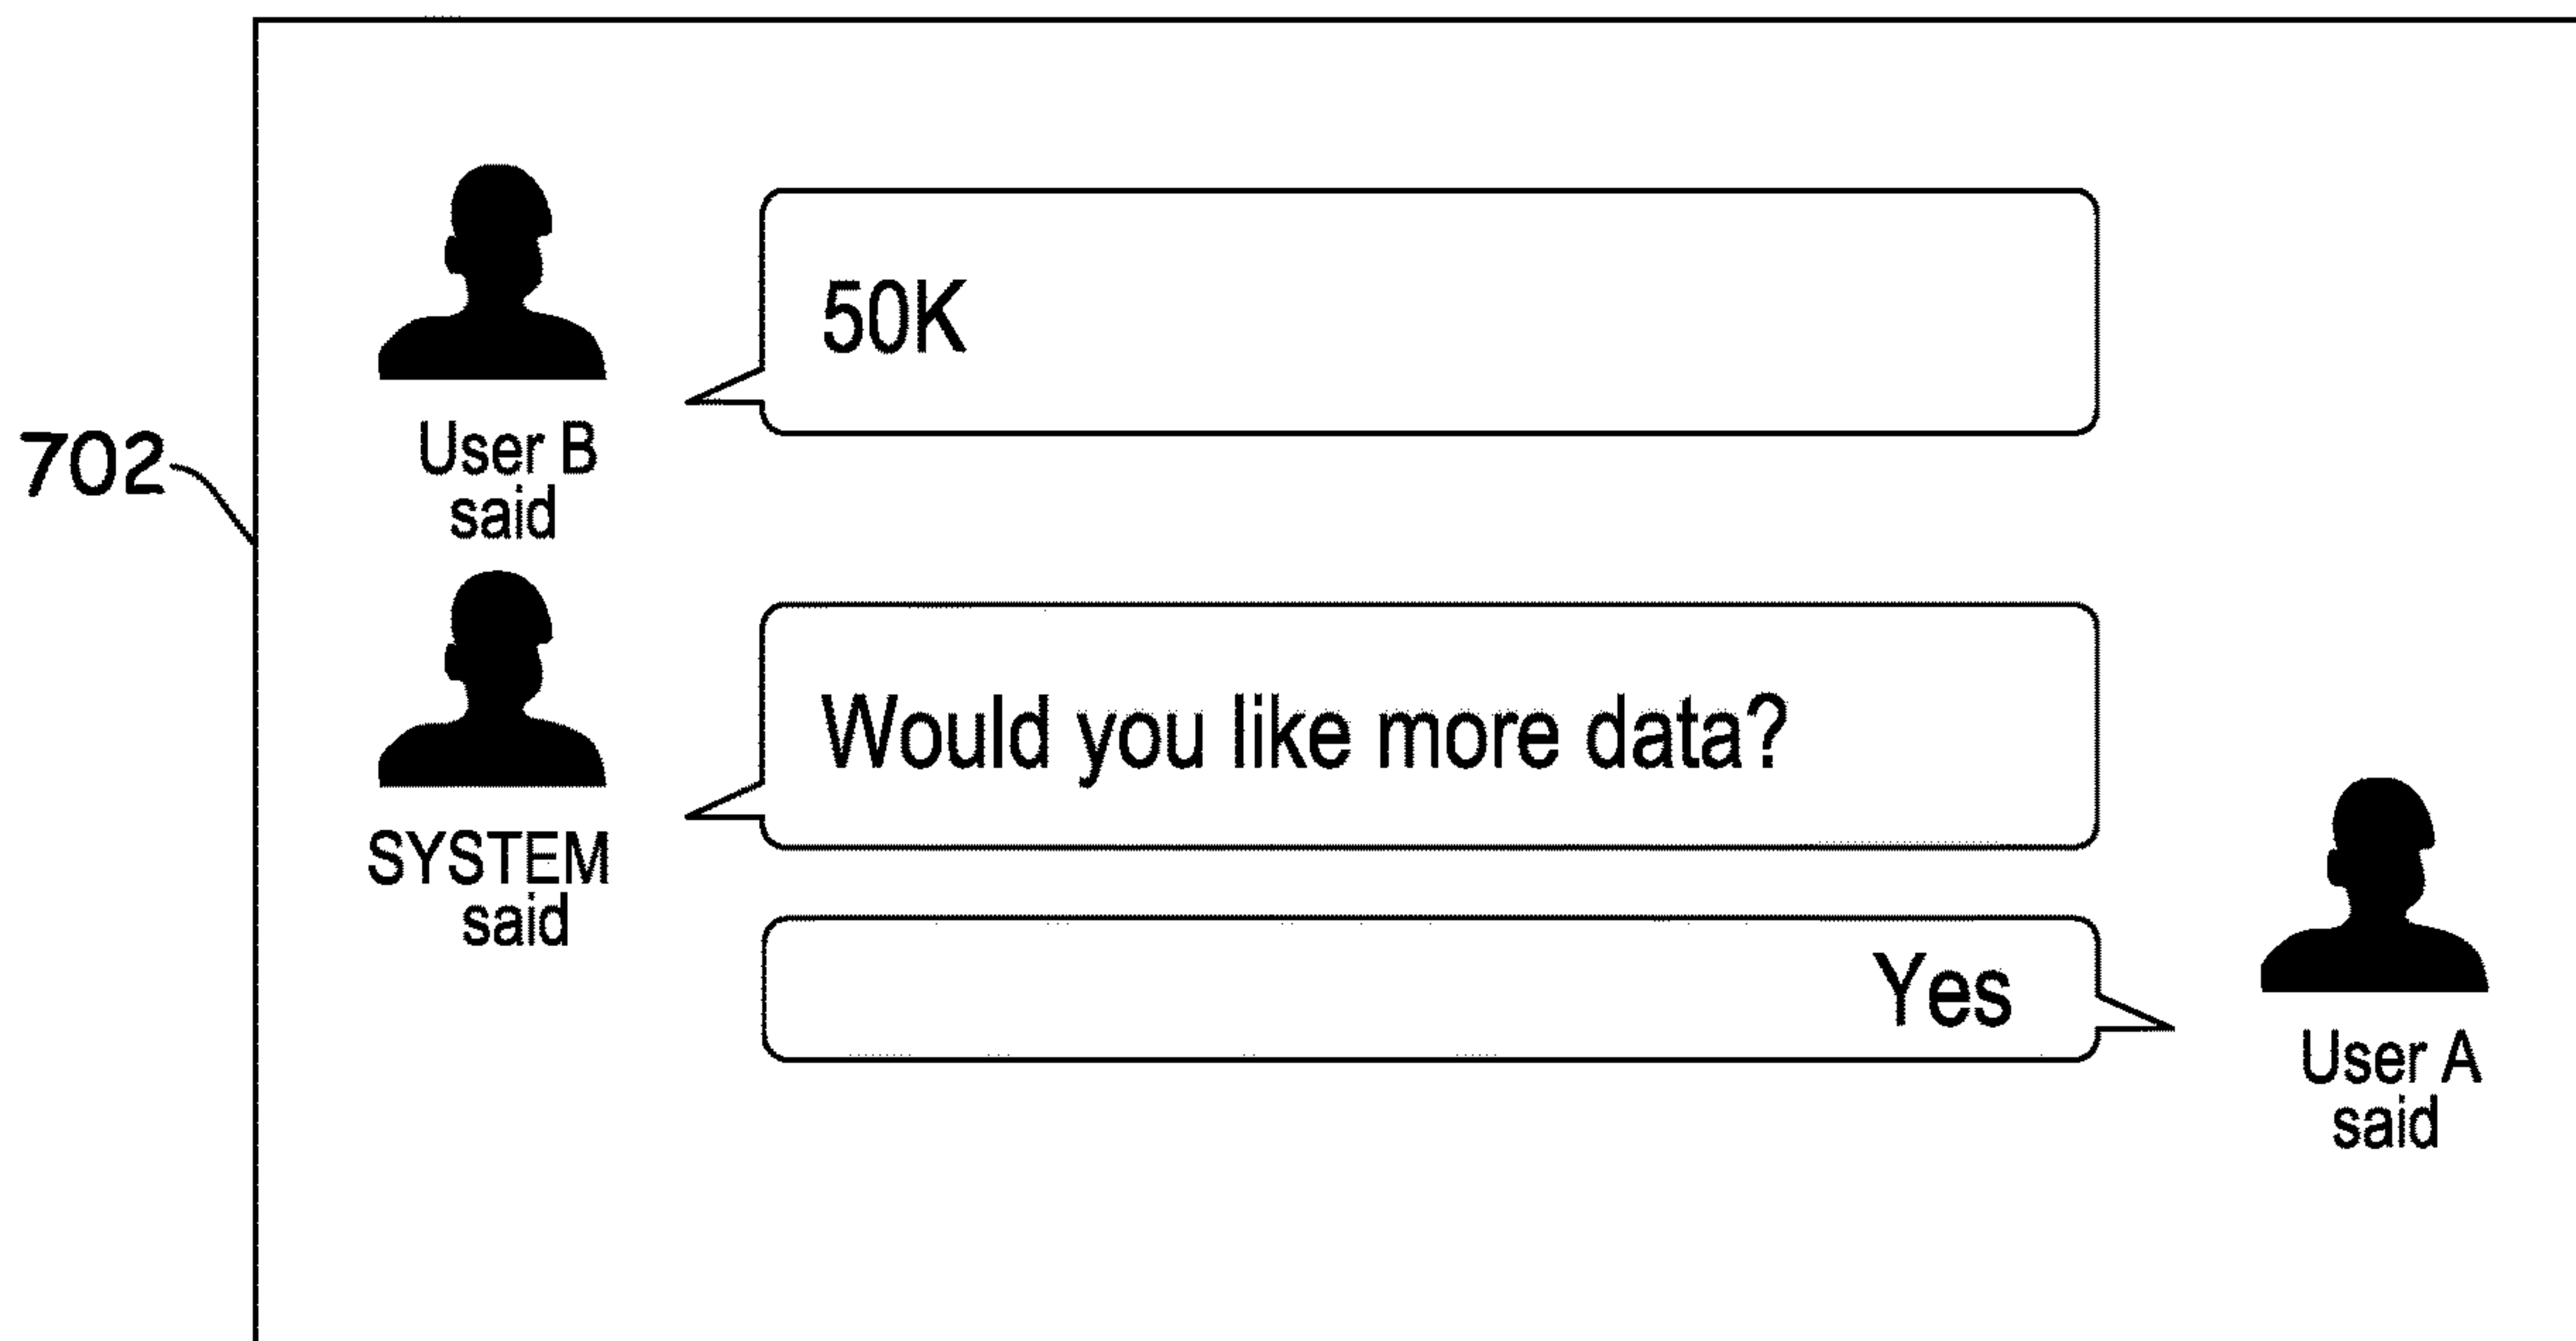 50K
User B
said
702
Would you like more data?
SYSTEM
said
Yes
User A
said